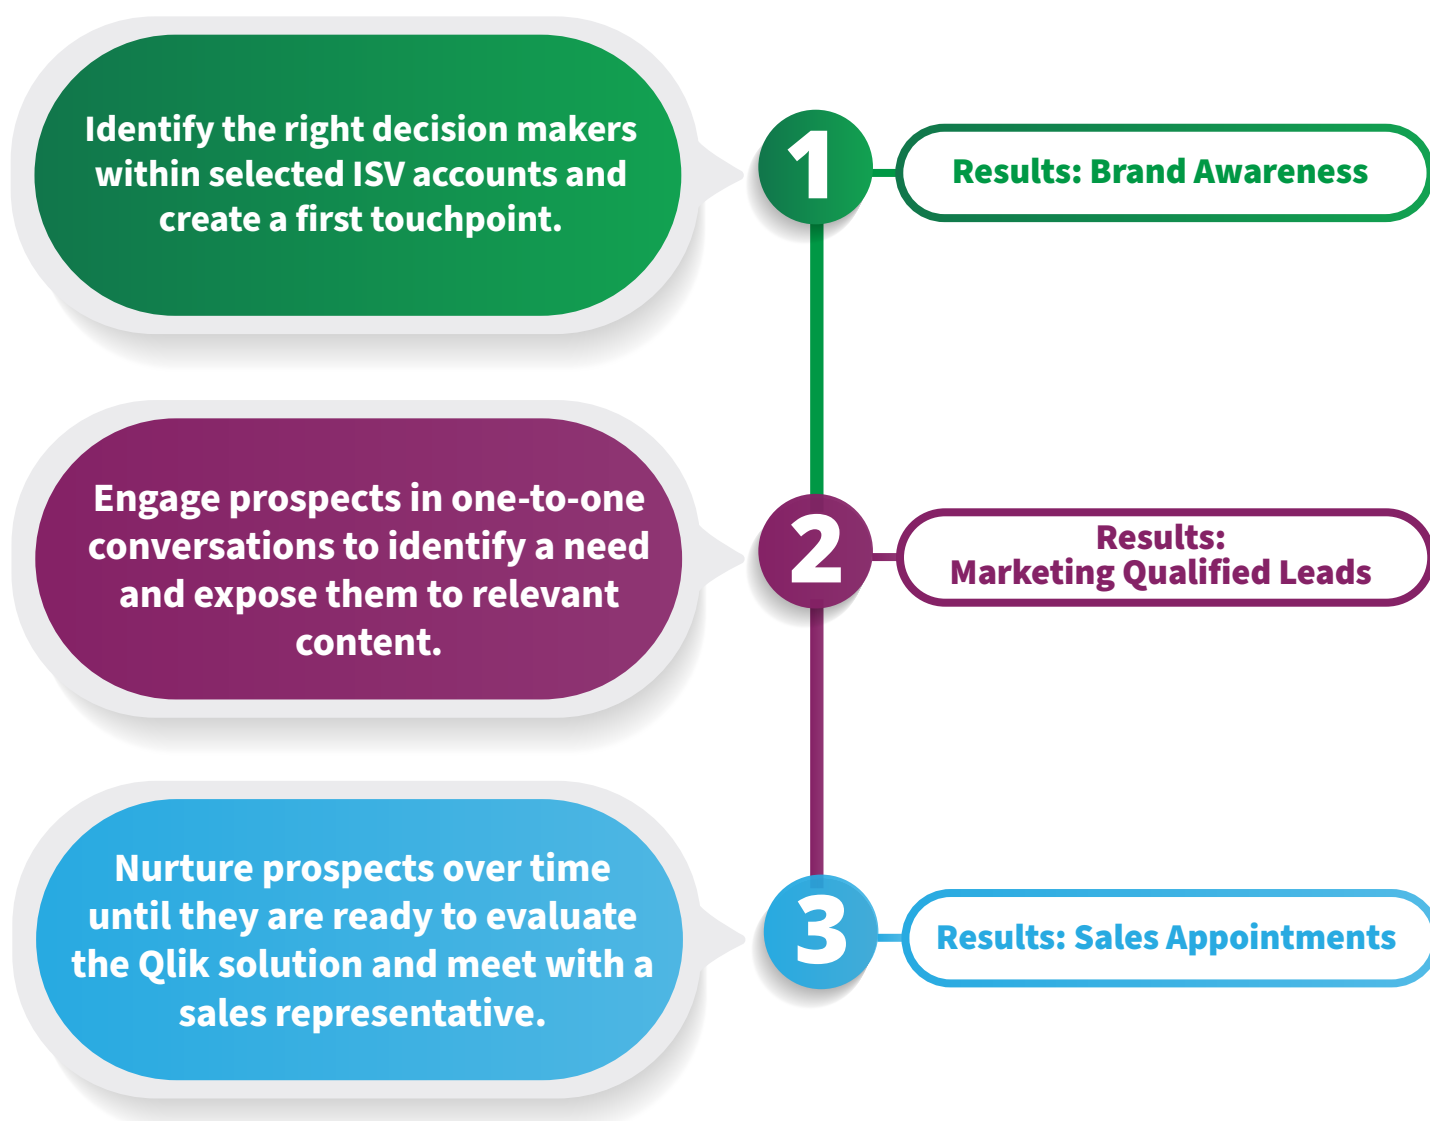 Identify the right decision makers
within selected ISV accounts and
create a first touchpoint.
1
Results: Brand Awareness
Engage prospects in one-to-one
conversations to identify a need
and expose them to relevant
content.
2
Results:
Marketing Qualified Leads
Nurture prospects over time
until they are ready to evaluate
the Qlik solution and meet with a
sales representative.
3
Results: Sales Appointments